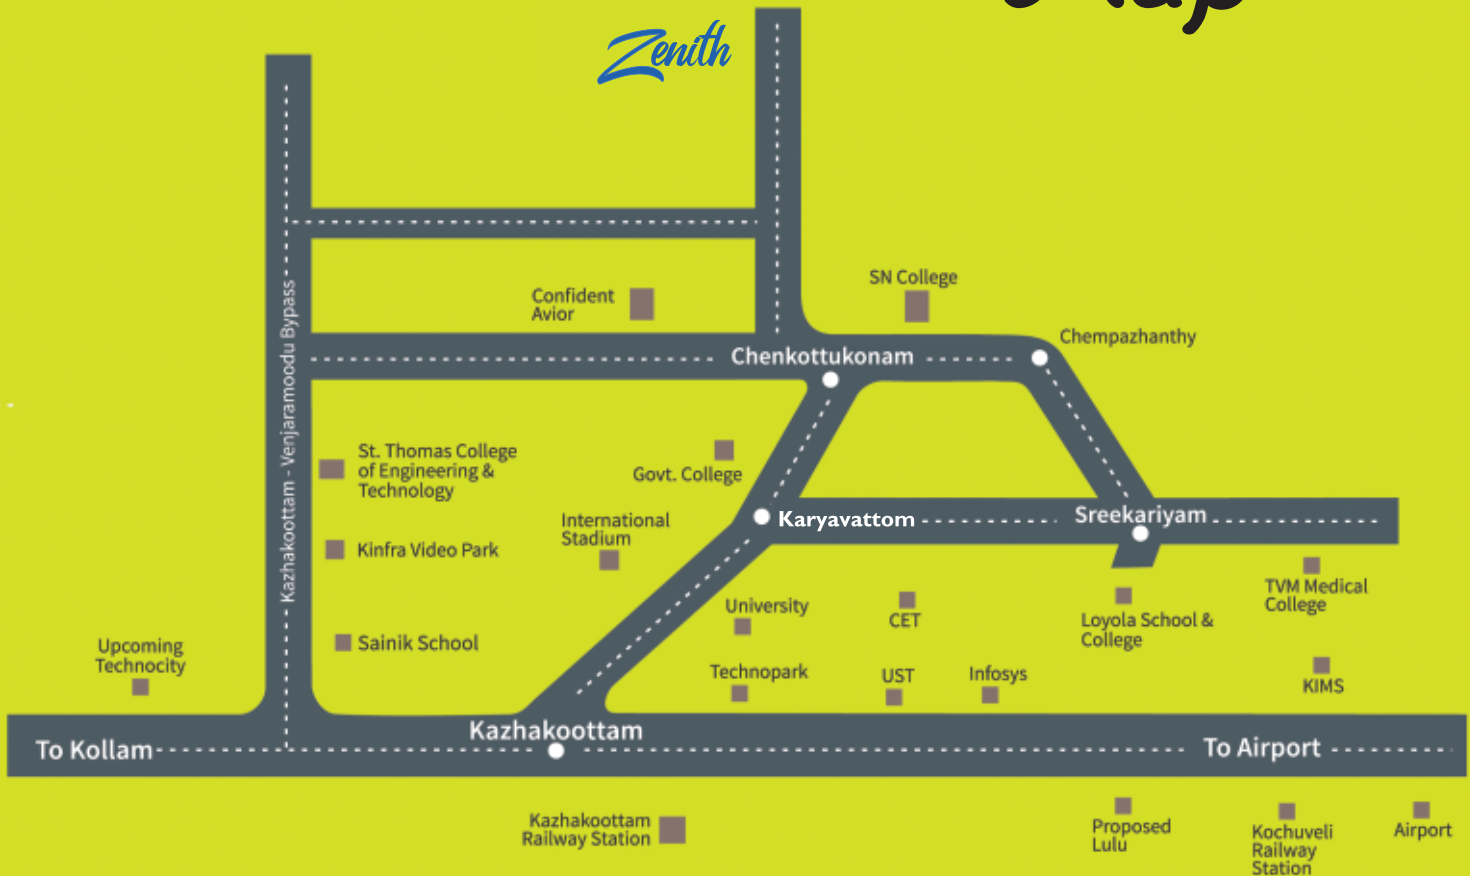 Map
Zenith
SN College
Confident
Avior
Chempazhanthy
Chenkottukonam
Kazhakoottam - Venjaramoodu Bypass
St. Thomas College
of Engineering &
Technology
Govt. College
International
Stadium
Karyavattom
Sreekariyam
Kinfra Video Park
TVM Medical
College
University
CET
Loyola School &
College
Sainik School
Upcoming
Technocity
Technopark
UST
Infosys
KIMS
Kazhakoottam
To Kollam
To Airport
Kazhakoottam
Railway Station
Proposed
Lulu
Kochuveli
Railway
Station
Airport